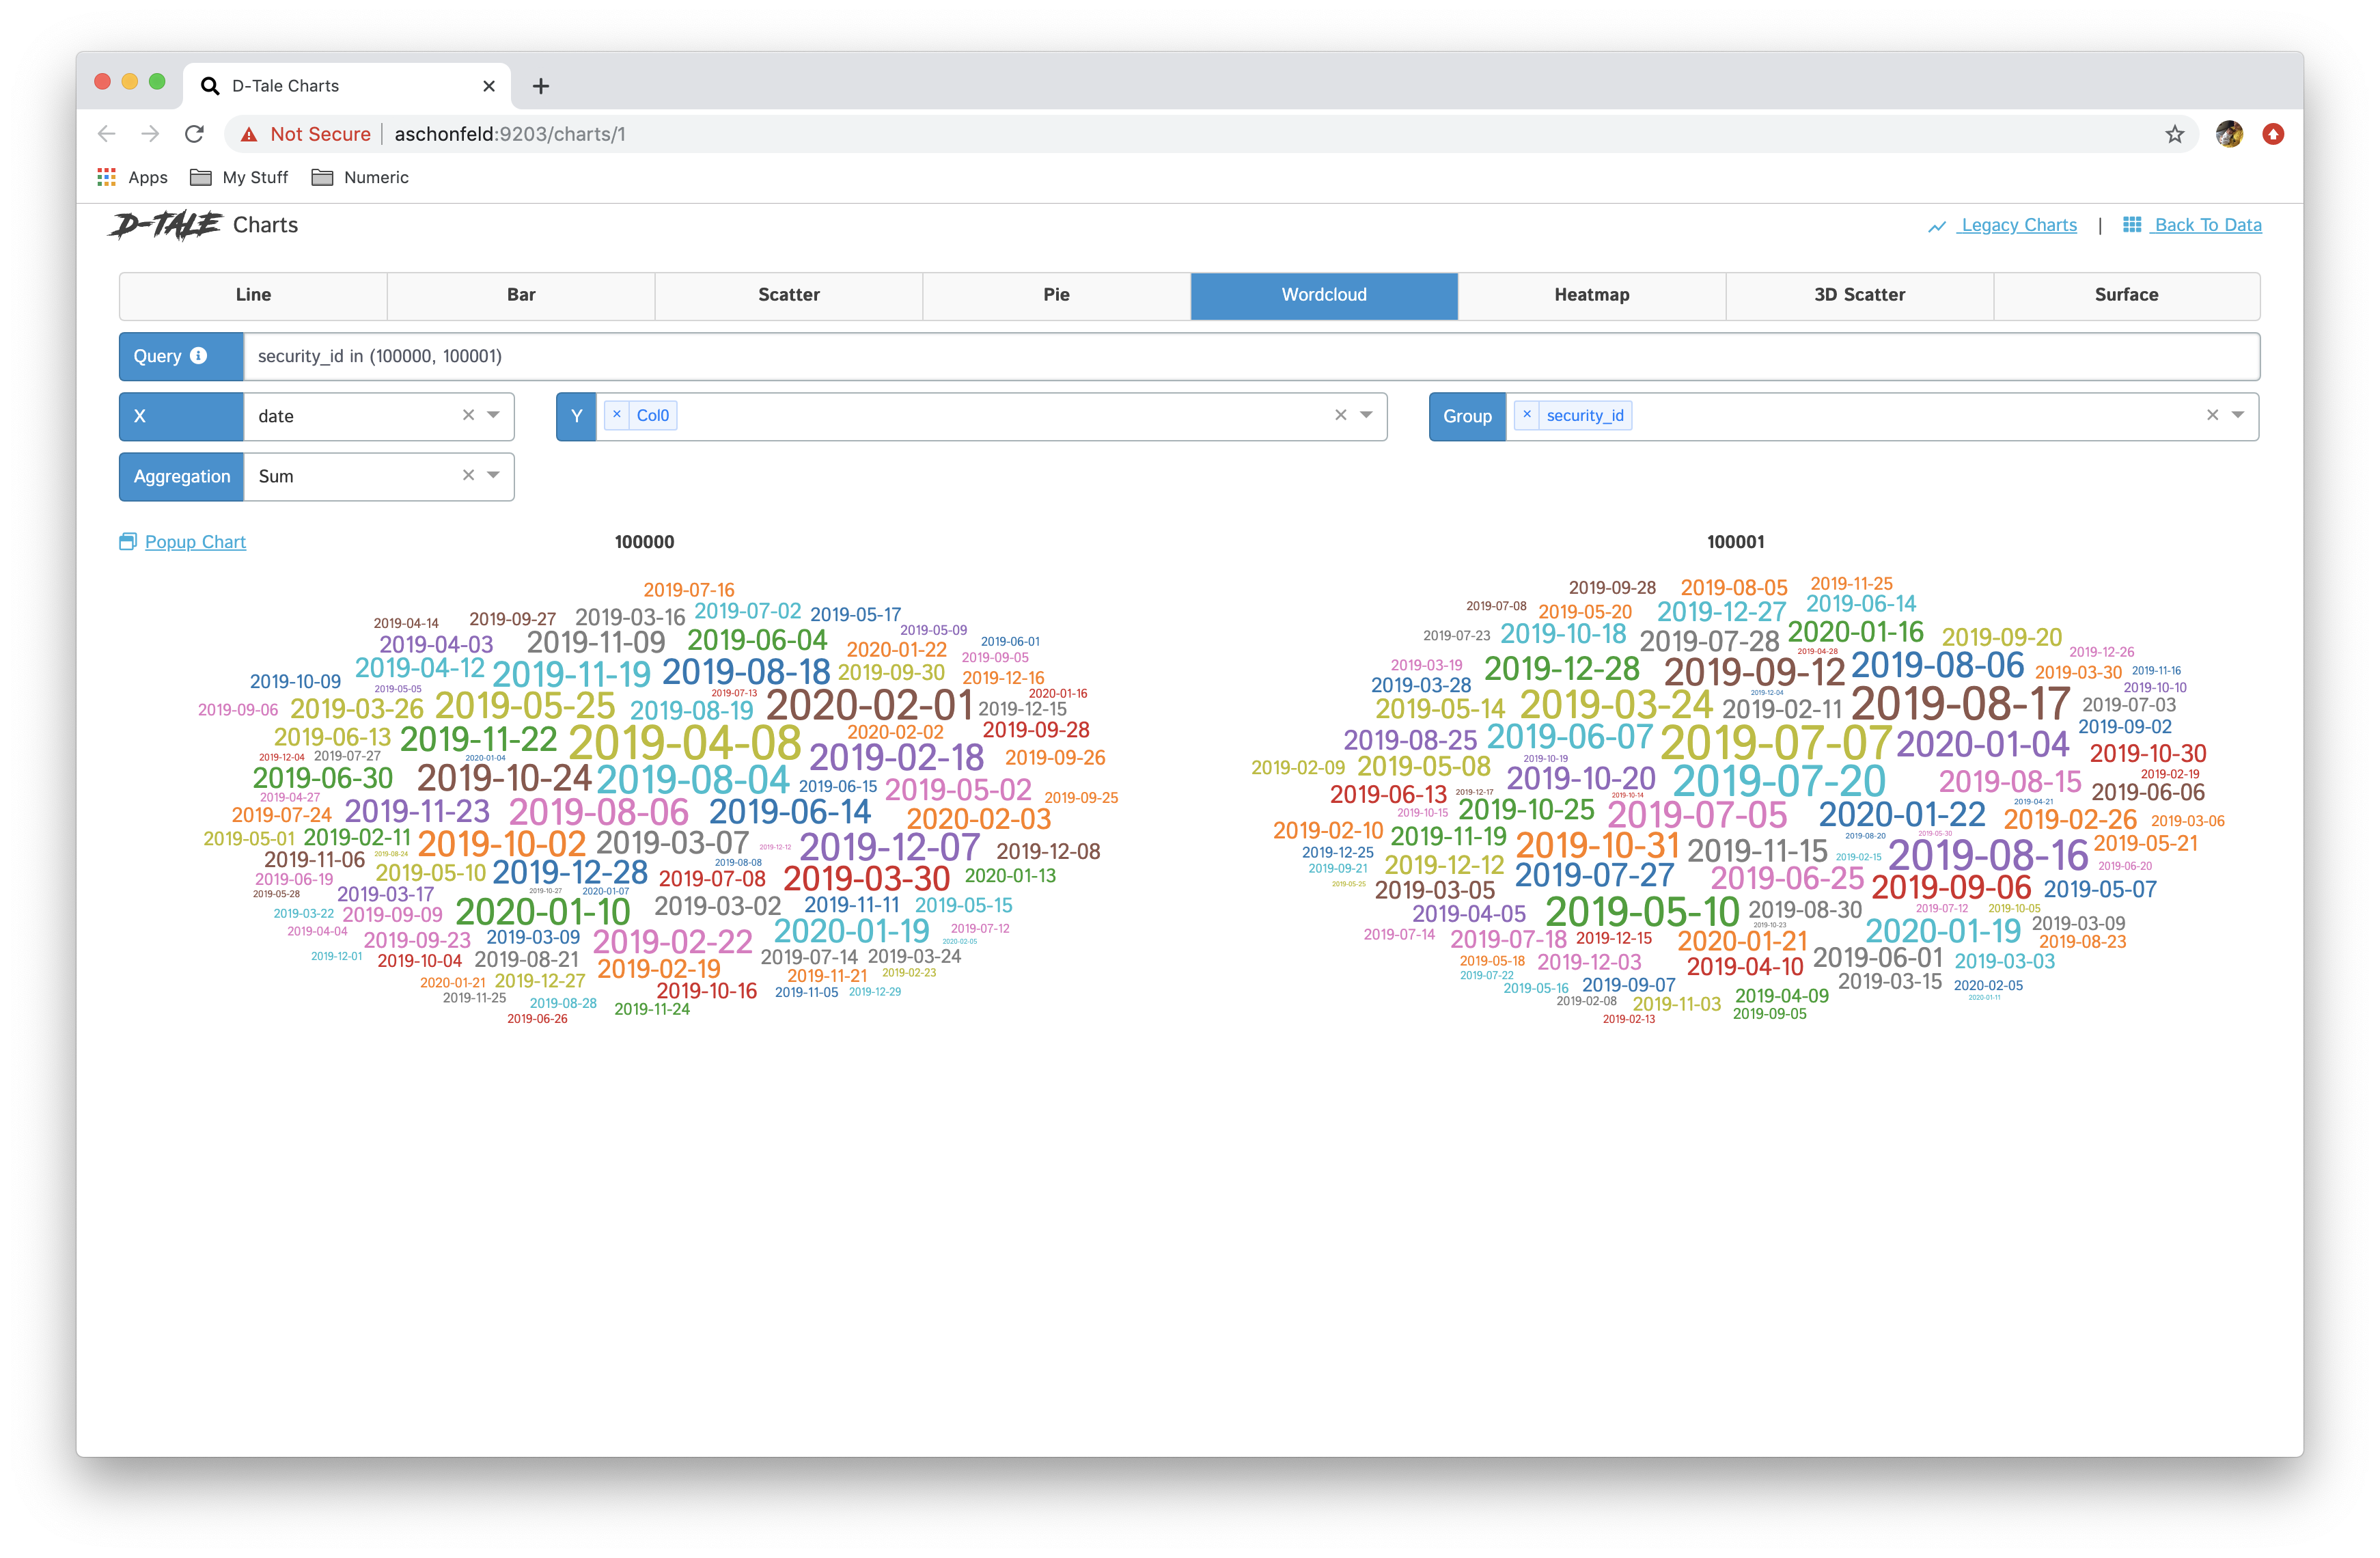 D-Tale Charts
Not Secure | aschonfeld:9203/charts/1
Apps My Stuff Numeric
D-TALE Charts Legacy Charts | Back To Data
Line Bar Scatter Pie Wordcloud Heatmap 3D Scatter Surface
Query security_id in (100000, 100001)
X date Y × Col0 Group × security_id
Aggregation Sum
Popup Chart
100000
2019-07-16
2019-04-14 2019-09-27 2019-03-16 2019-07-02 2019-05-17
2019-04-03 2019-11-09 2019-06-04 2019-05-09 2019-06-01
2019-01-22
2019-04-12 2019-11-19 2019-08-18 2019-09-30 2019-09-05
2019-10-09 2019-05-05 2019-07-13 2019-12-16 2020-01-16
2019-09-06 2019-03-26 2019-05-25 2019-08-19 2020-02-01 2019-12-15
2019-06-13 2019-11-22 2019-04-08 2020-02-02 2019-09-28
2019-12-04 2019-07-27 2020-01-04 2019-02-18 2019-09-26
2019-06-30 2019-10-24 2019-08-04 2019-06-15 2019-05-02
2019-04-27 2019-11-23 2019-08-06 2019-06-14 2019-09-25
2019-07-24 2020-02-03
2019-05-01 2019-02-11 2019-10-02 2019-03-07 2019-12-12 2019-12-07 2019-12-08
2019-11-06 2019-08-24 2019-05-10 2019-12-28 2019-08-08
2019-06-19 2019-07-08 2019-03-30 2020-01-13
2019-05-28 2019-03-17 2019-10-27 2020-01-07
2019-03-22 2019-09-09 2020-01-10 2019-03-02 2019-11-11 2019-05-15
2019-04-04 2019-09-23 2019-03-09 2019-02-22 2020-01-19 2019-07-12 2020-02-05
2019-12-01 2019-10-04 2019-08-21 2019-02-19 2019-07-14 2019-03-24
2020-01-21 2019-12-27 2019-11-21 2019-02-23
2019-11-25 2019-08-28 2019-10-16 2019-11-05 2019-12-29
2019-06-26 2019-11-24
100001
2019-09-28 2019-08-05 2019-11-25
2019-07-08 2019-05-20 2019-12-27 2019-06-14
2019-07-23 2019-10-18 2019-07-28 2020-01-16 2019-09-20
2019-03-19 2019-12-28 2019-09-12 2019-04-28 2019-08-06 2019-12-26
2019-03-28 2019-12-04 2019-03-30 2019-11-16
2019-05-14 2019-03-24 2019-02-11 2019-08-17 2019-10-10 2019-07-03
2019-08-25 2019-06-07 2019-07-07 2020-01-04 2019-09-02
2019-02-09 2019-05-08 2019-10-19 2019-10-30
2019-10-20 2019-07-20 2019-08-15 2019-02-19
2019-06-13 2019-12-17 2019-10-14 2019-06-06
2019-10-15 2019-10-25 2019-07-05 2020-01-22 2019-04-21
2019-02-10 2019-11-19 2019-10-31 2019-08-20 2019-05-30 2019-02-26 2019-03-06
2019-12-25 2019-12-12 2019-11-15 2019-02-15 2019-08-16 2019-05-21
2019-09-21 2019-07-27 2019-06-25 2019-06-20
2019-05-25 2019-03-05 2019-09-06 2019-05-07
2019-04-05 2019-05-10 2019-08-30 2019-07-12 2019-10-05
2019-07-14 2019-07-18 2019-12-15 2019-10-23 2020-01-21 2020-01-19 2019-03-09
2019-08-23
2019-05-18 2019-12-03 2019-04-10 2019-06-01 2019-03-03
2019-07-22 2019-05-16 2019-09-07 2019-03-15 2020-02-05
2019-02-08 2019-11-03 2019-04-09 2020-01-11
2019-02-13 2019-09-05